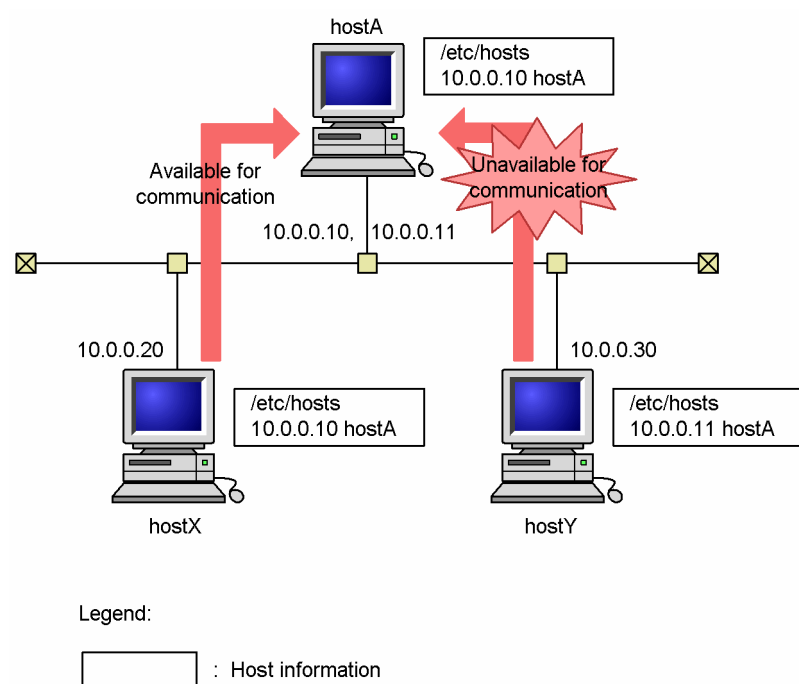 hostA
/etc/hosts
10.0.0.10 hostA
Available for
communication
Unavailable for
communication
10.0.0.10, 10.0.0.11
10.0.0.20
10.0.0.30
/etc/hosts
10.0.0.10 hostA
/etc/hosts
10.0.0.11 hostA
hostX
hostY
Legend:
: Host information